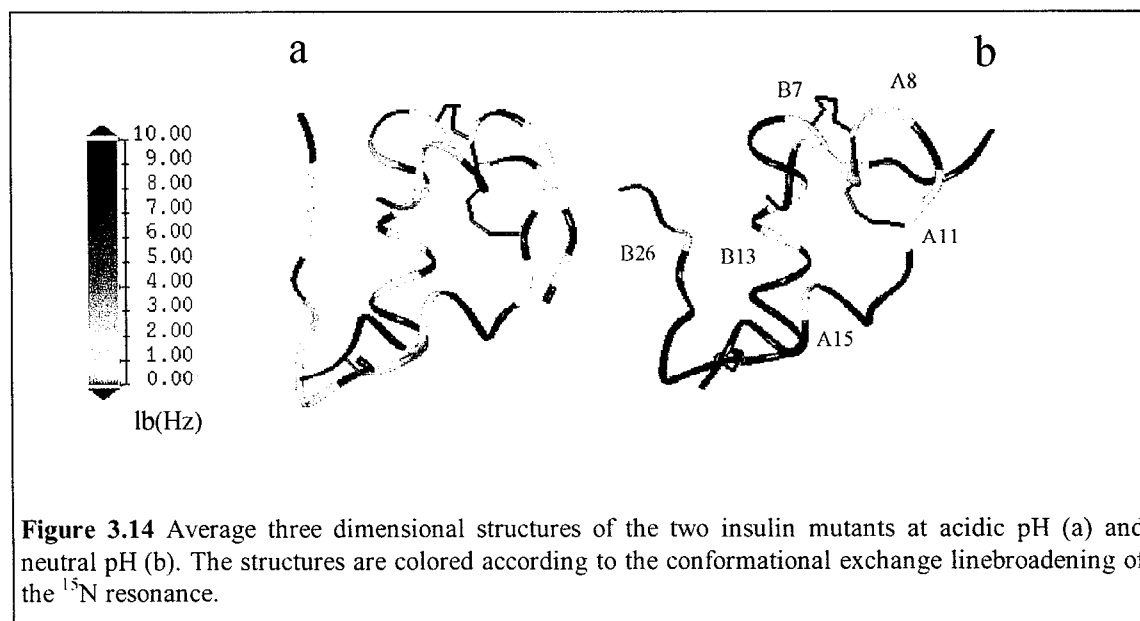 a
b
B7
A8
10.00
9.00
8.00
7.00
6.00
5.00
4.00
3.00
2.00
1.00
0.00
lb(Hz)
B26
B13
A11
A15
Figure 3.14 Average three dimensional structures of the two insulin mutants at acidic pH (a) and
neutral pH (b). The structures are colored according to the conformational exchange linebroadening of
the ¹⁵N resonance.